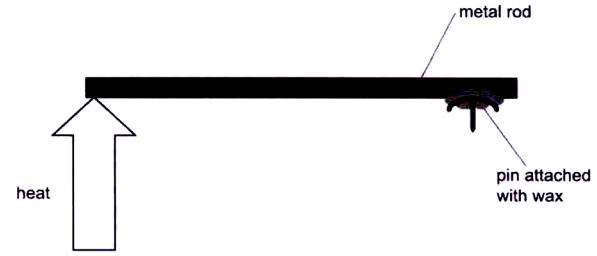 metal rod
heat
pin attached
with wax